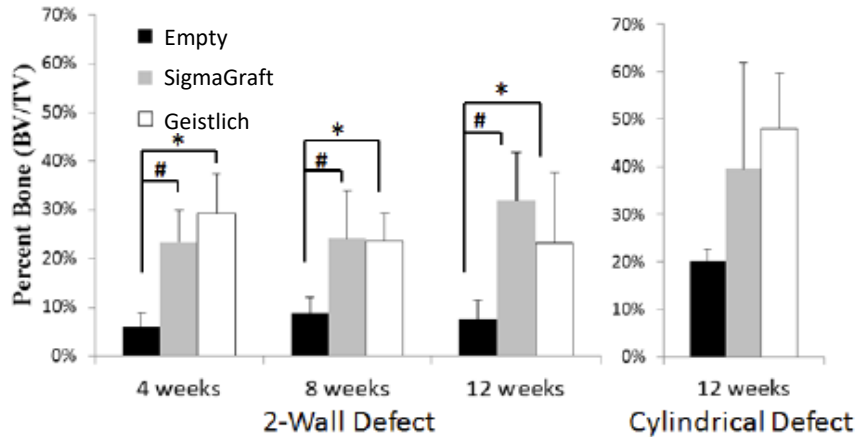 Percent Bone (BV/TV)
70%
60%
50%
40%
30%
20%
10%
0%
Empty
SigmaGraft
Geistlich
*
#
*
#
*
#
4 weeks
8 weeks
12 weeks
2-Wall Defect
70%
60%
50%
40%
30%
20%
10%
0%
12 weeks
Cylindrical Defect